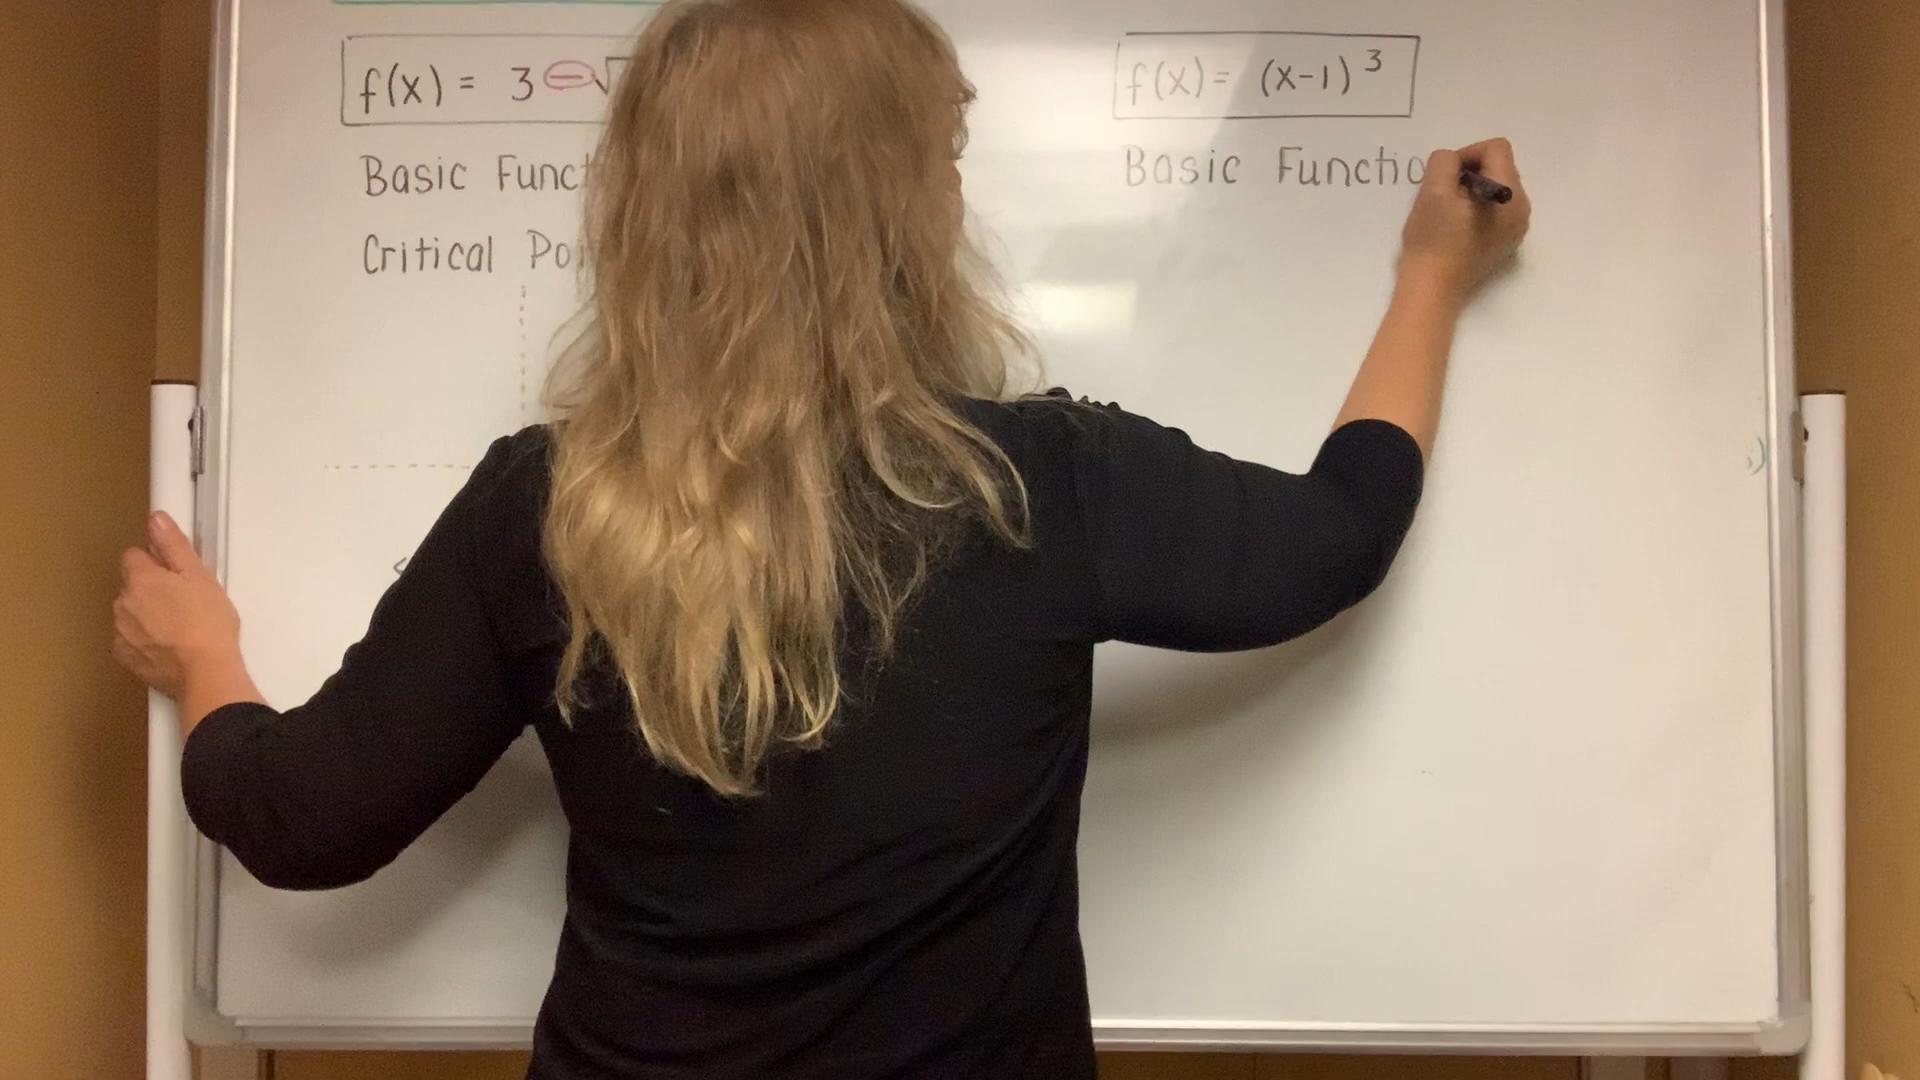 f(x) = 3 - √
Basic Funct
Critical Poi
f(x) = (x-1)³
Basic Functio